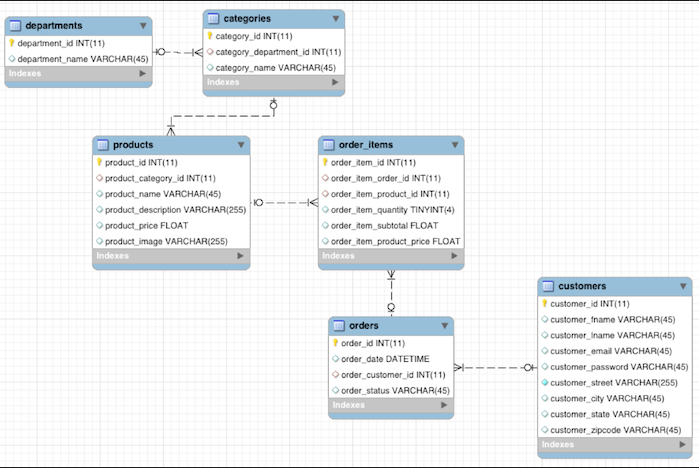 departments
department_id INT(11)
department_name VARCHAR(45)
Indexes
categories
category_id INT(11)
category_department_id INT(11)
category_name VARCHAR(45)
Indexes
products
product_id INT(11)
product_category_id INT(11)
product_name VARCHAR(45)
product_description VARCHAR(255)
product_price FLOAT
product_image VARCHAR(255)
Indexes
order_items
order_item_id INT(11)
order_item_order_id INT(11)
order_item_product_id INT(11)
order_item_quantity TINYINT(4)
order_item_subtotal FLOAT
order_item_product_price FLOAT
Indexes
orders
order_id INT(11)
order_date DATETIME
order_customer_id INT(11)
order_status VARCHAR(45)
Indexes
customers
customer_id INT(11)
customer_fname VARCHAR(45)
customer_lname VARCHAR(45)
customer_email VARCHAR(45)
customer_password VARCHAR(45)
customer_street VARCHAR(255)
customer_city VARCHAR(45)
customer_state VARCHAR(45)
customer_zipcode VARCHAR(45)
Indexes